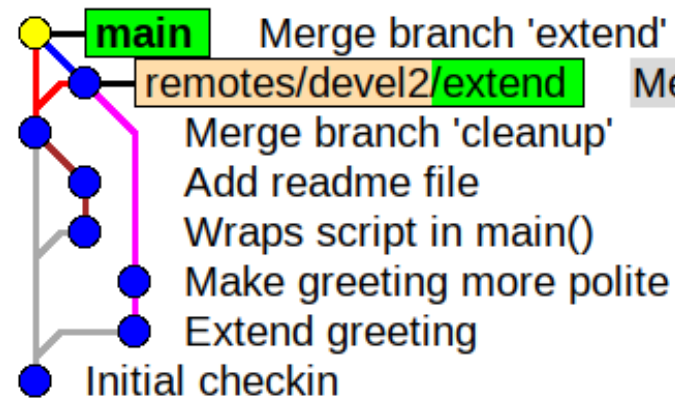 main Merge branch 'extend'
remotes/devel2/extend Me
Merge branch 'cleanup'
Add readme file
Wraps script in main()
Make greeting more polite
Extend greeting
Initial checkin